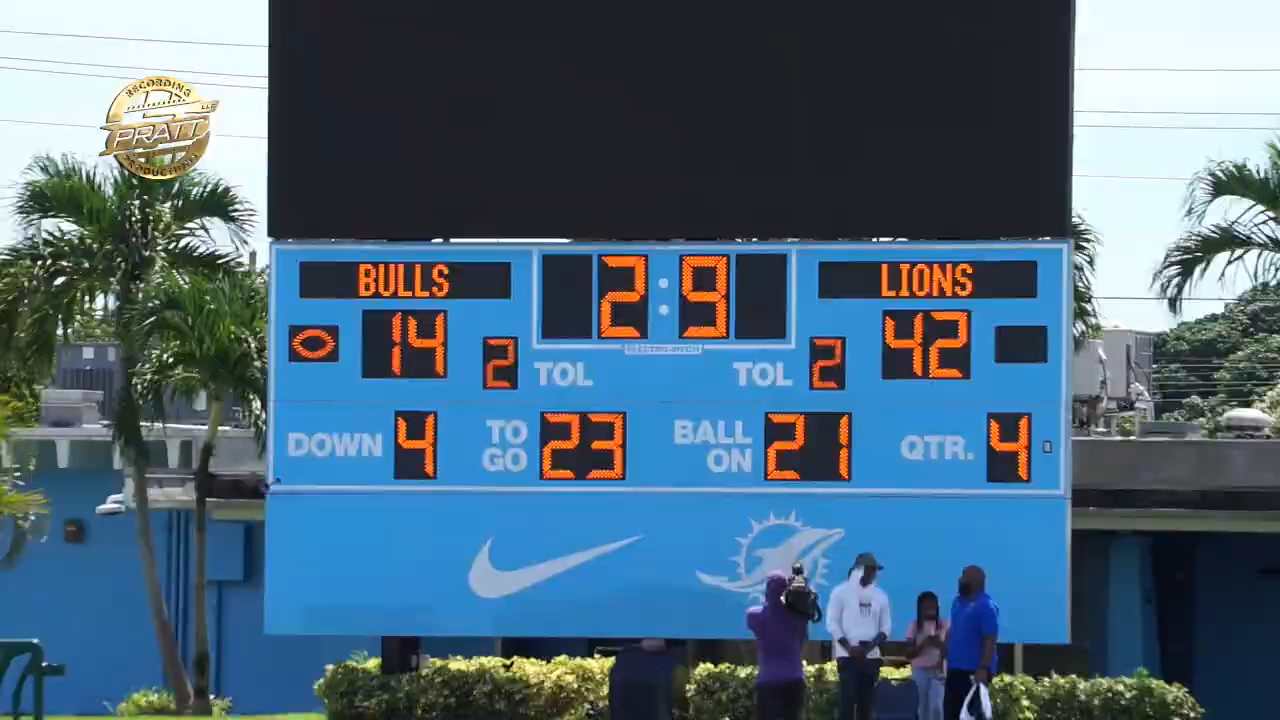 RECORDING
PRATT LLC
PRODUCTIONS
BULLS
2:9
LIONS
14
2
TOL
TOL
2
42
DOWN 4
TO GO 23
BALL ON 21
QTR. 4